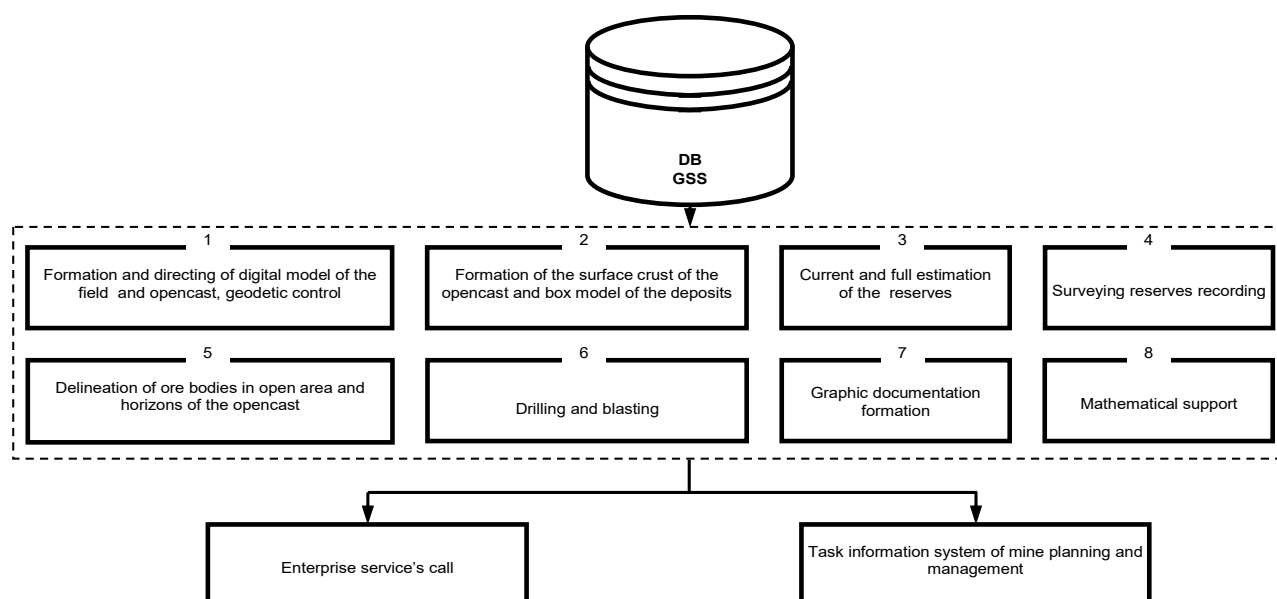 DB
GSS
1
Formation and directing of digital model of the
field and opencast, geodetic control
2
Formation of the surface crust of the
opencast and box model of the deposits
3
Current and full estimation
of the reserves
4
Surveying reserves recording
5
Delineation of ore bodies in open area and
horizons of the opencast
6
Drilling and blasting
7
Graphic documentation
formation
8
Mathematical support
Enterprise service’s call
Task information system of mine planning and
management